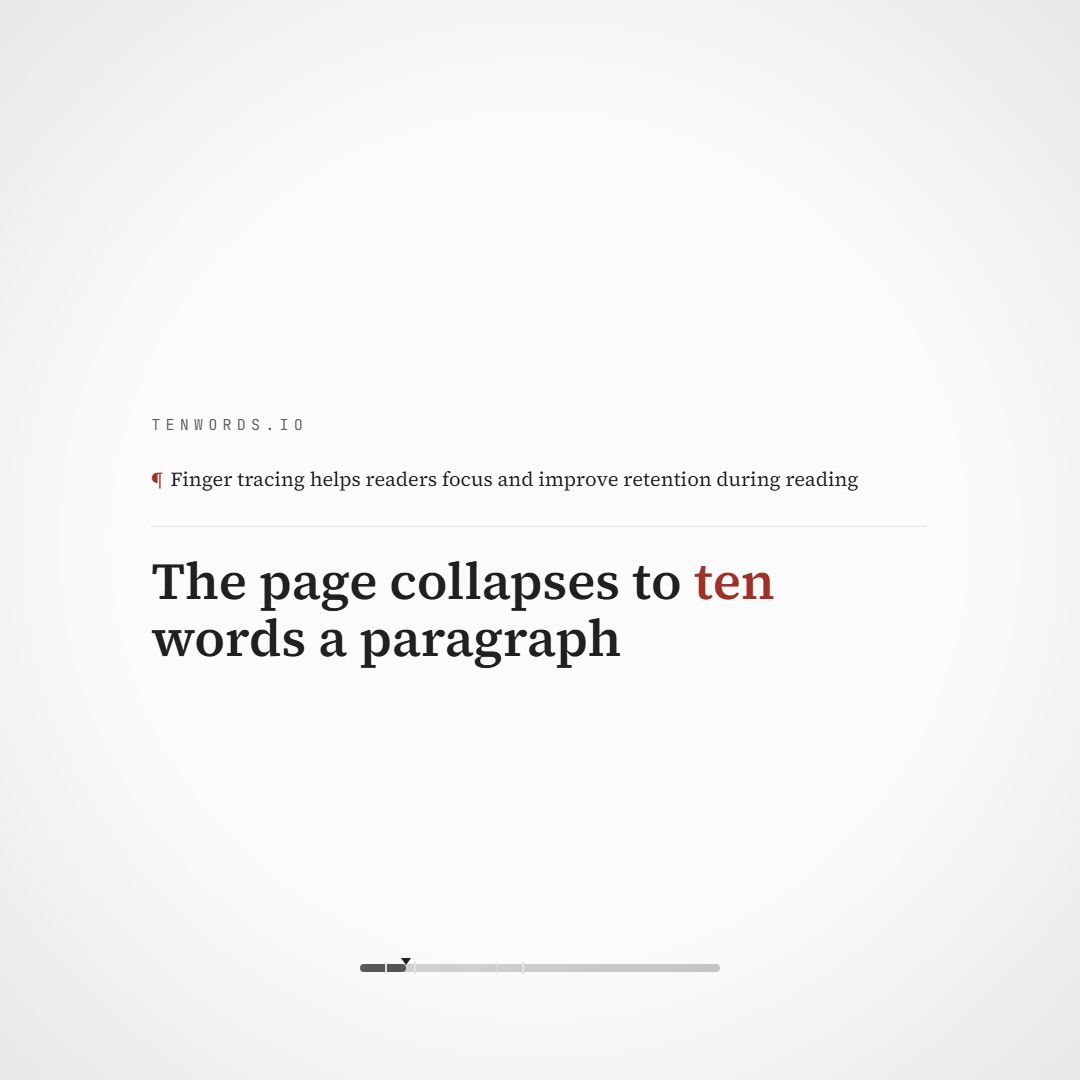 TENWORDS.IO
¶ Finger tracing helps readers focus and improve retention during reading
The page collapses to ten
words a paragraph